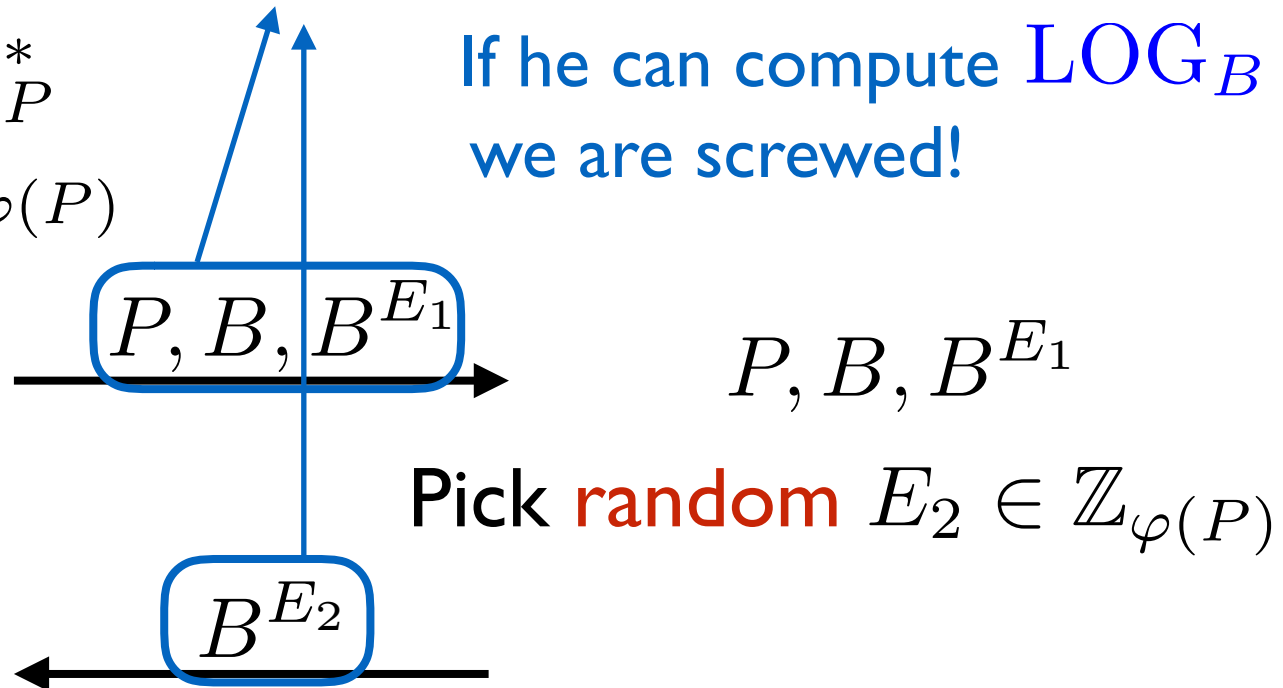 If he can compute LOG_B
we are screwed!
*
P
φ(P)
P, B, B^{E_1}
P, B, B^{E_1}
Pick random E_2 ∈ ℤ_{φ(P)}
B^{E_2}